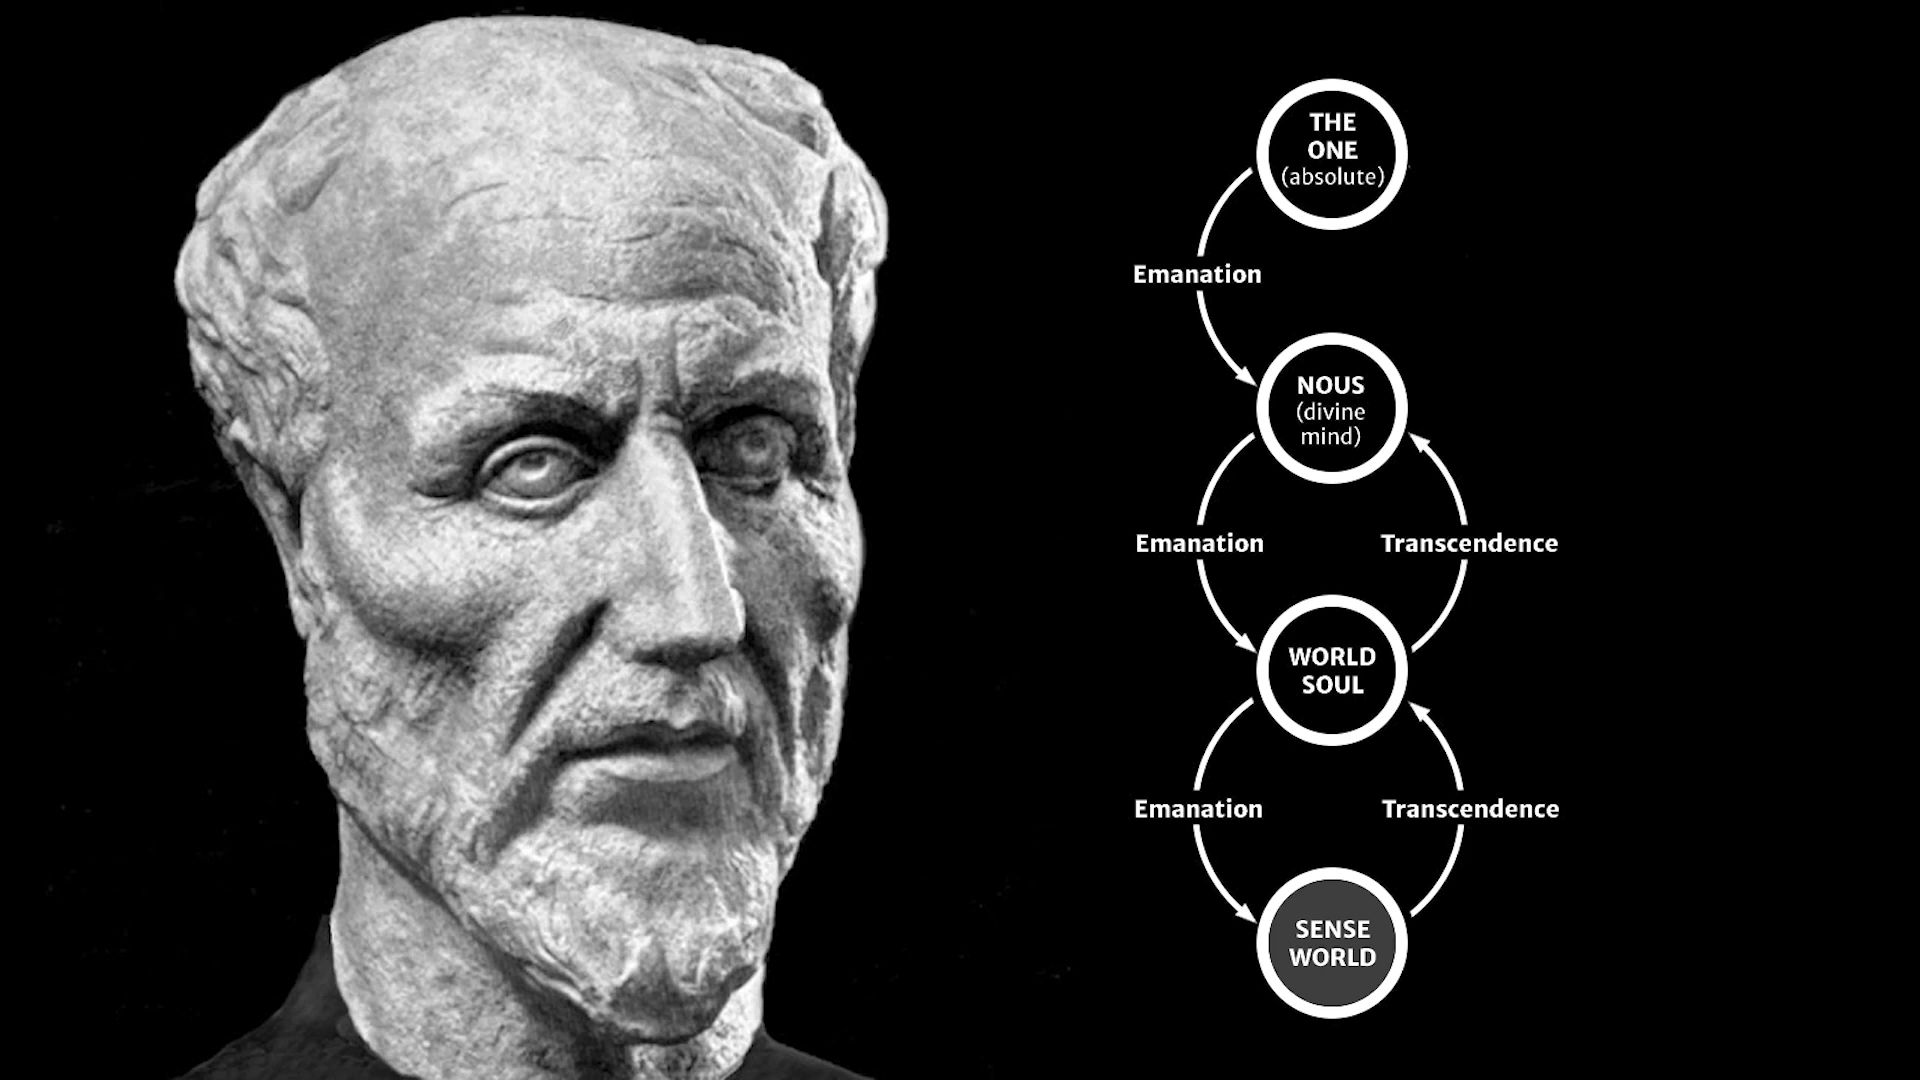 THE
ONE
(absolute)
Emanation
NOUS
(divine
mind)
Emanation
Transcendence
WORLD
SOUL
Emanation
Transcendence
SENSE
WORLD